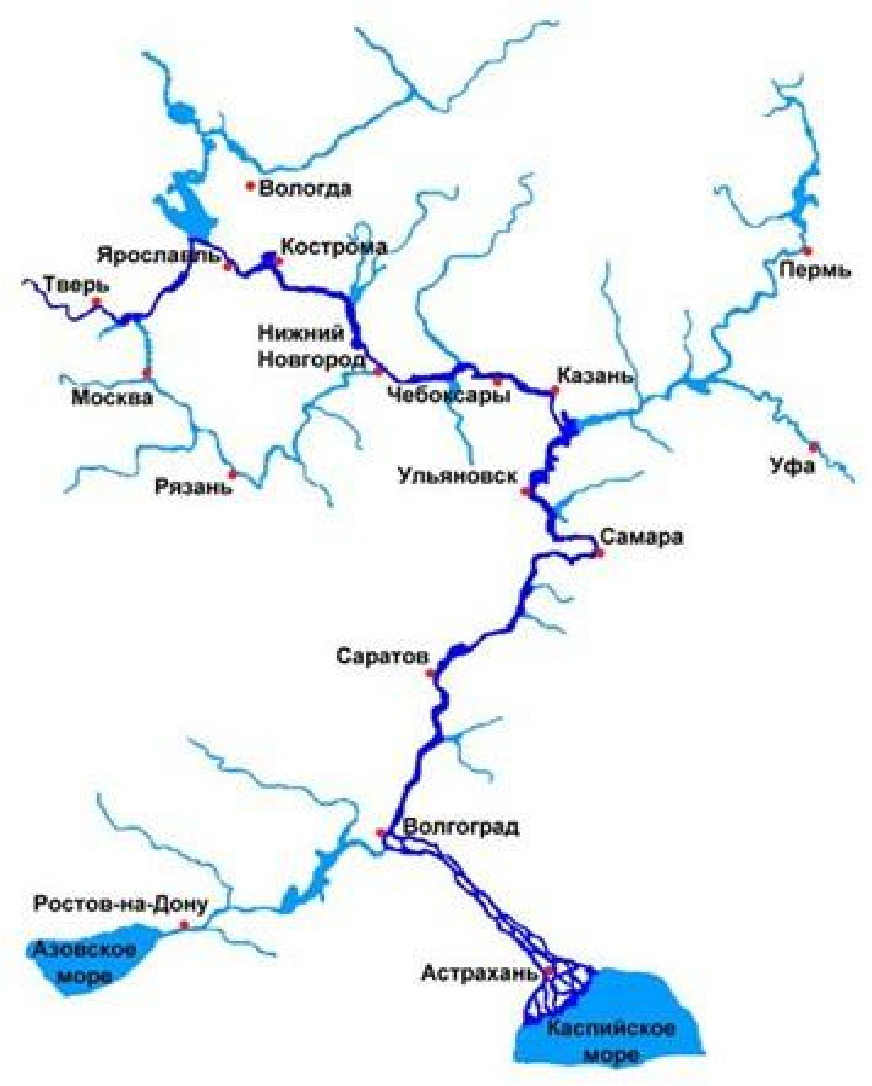 Вологда
Ярославль
Кострома
Тверь
Пермь
Нижний
Новгород
Москва
Чебоксары
Казань
Рязань
Ульяновск
Уфа
Самара
Саратов
Волгоград
Ростов-на-Дону
Азовское
море
Астрахань
Каспийское
море